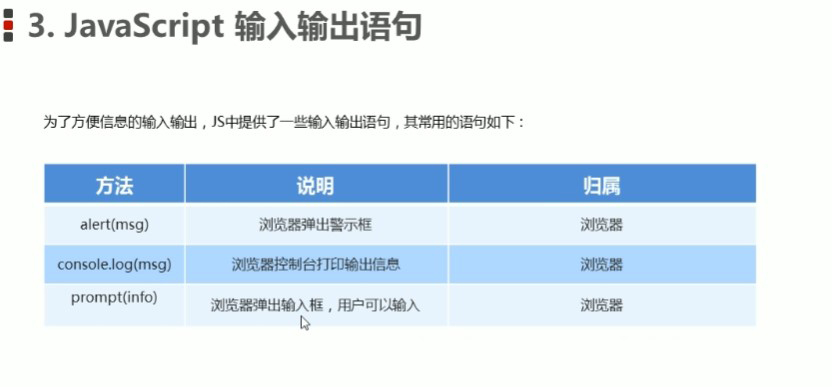 3. JavaScript 输入输出语句
为了方便信息的输入输出，JS中提供了一些输入输出语句，其常用的语句如下：
方法 说明 归属
alert(msg) 浏览器弹出警示框 浏览器
console.log(msg) 浏览器控制台打印输出信息 浏览器
prompt(info) 浏览器弹出输入框，用户可以输入 浏览器